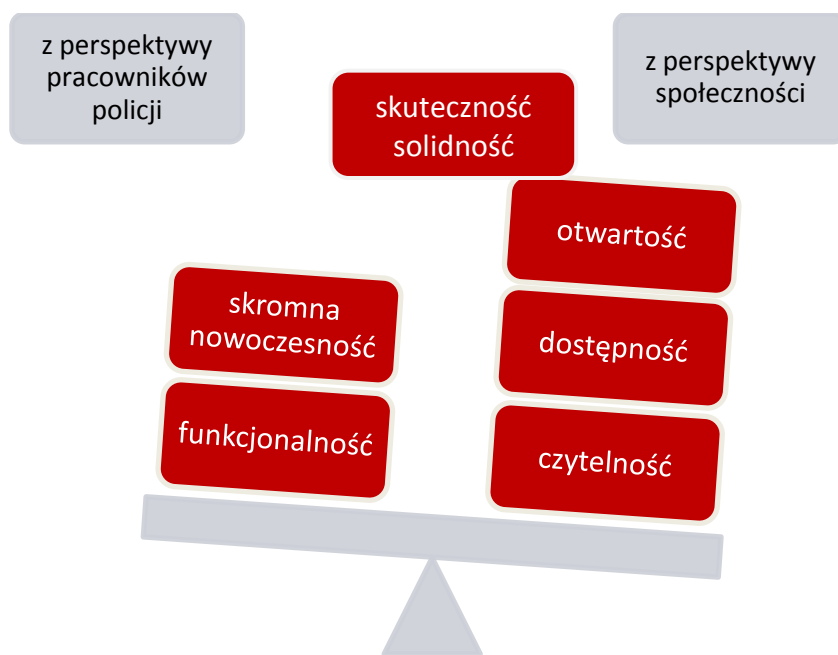 z perspektywy
pracowników
policji
z perspektywy
społeczności
skuteczność
solidność
otwartość
skromna
nowoczesność
dostępność
funkcjonalność
czytelność